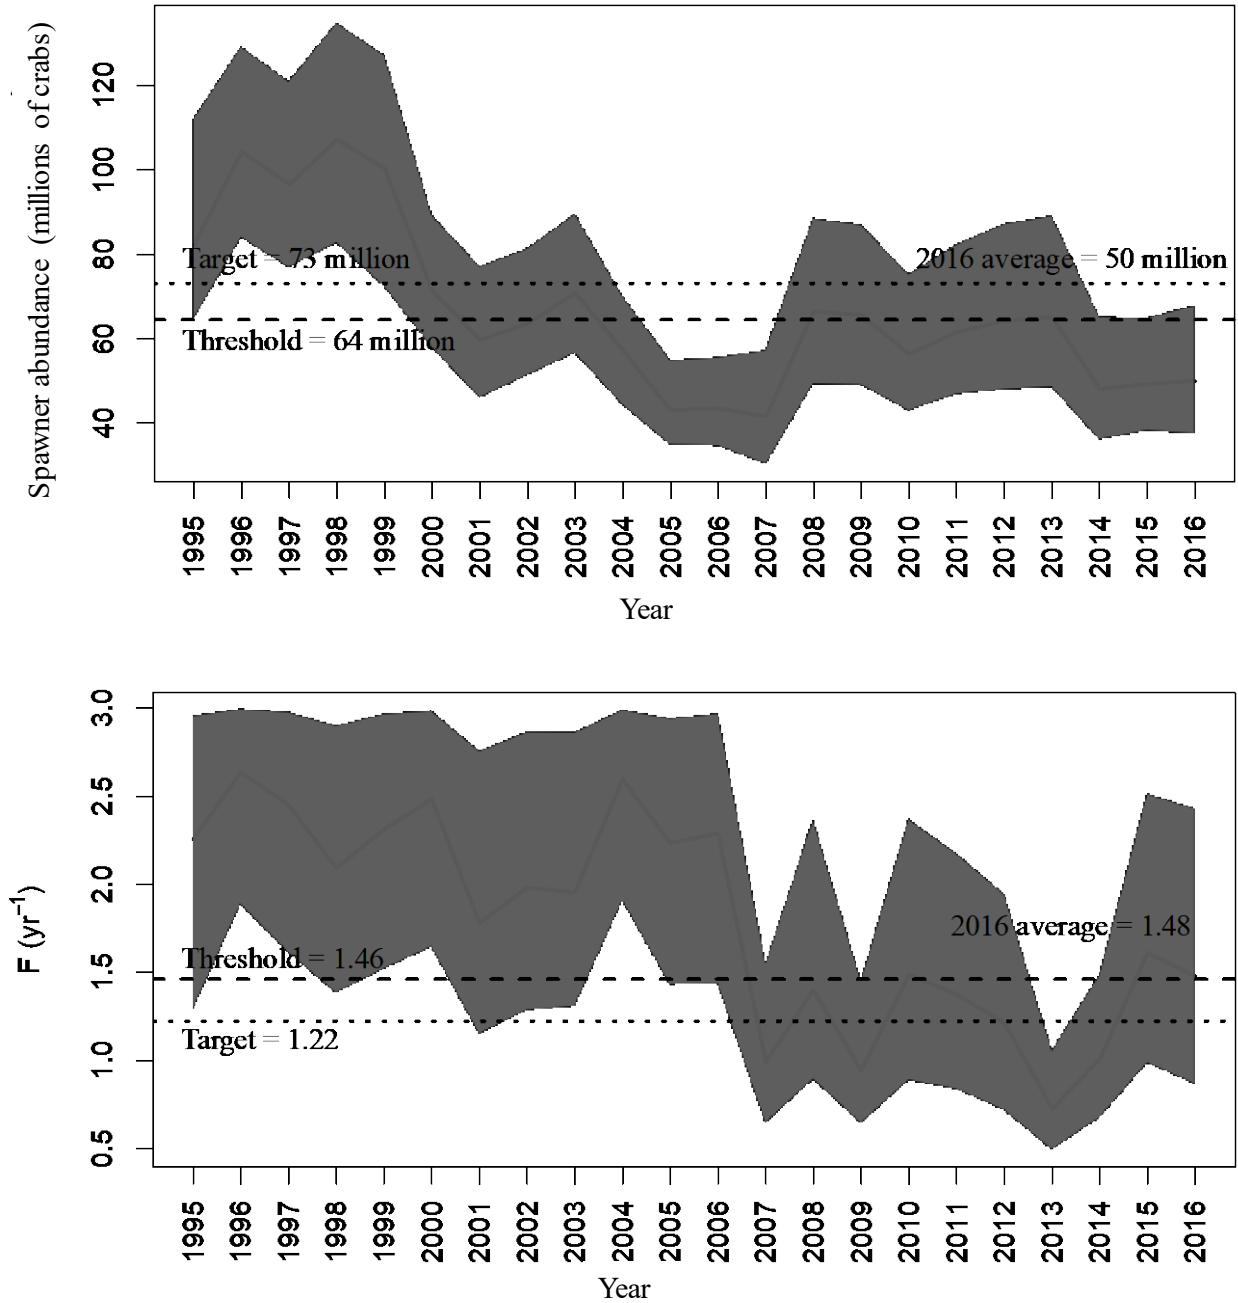 Spawner abundance (millions of crabs)
120
100
80
60
40
Target = 73 million
2016 average = 50 million
Threshold = 64 million
1995 1996 1997 1998 1999 2000 2001 2002 2003 2004 2005 2006 2007 2008 2009 2010 2011 2012 2013 2014 2015 2016
Year
F (yr⁻¹)
3.0
2.5
2.0
1.5
1.0
0.5
2016 average = 1.48
Threshold = 1.46
Target = 1.22
1995 1996 1997 1998 1999 2000 2001 2002 2003 2004 2005 2006 2007 2008 2009 2010 2011 2012 2013 2014 2015 2016
Year